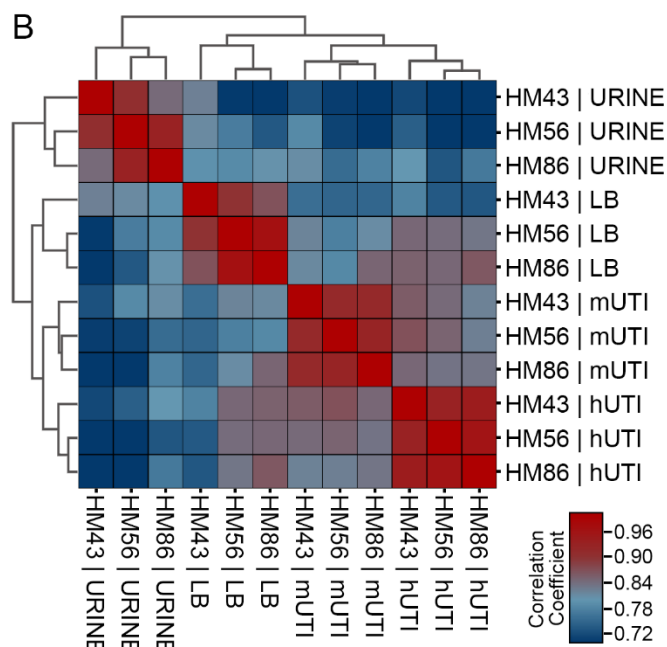 B
HM43 | URINE
HM56 | URINE
HM86 | URINE
HM43 | LB
HM56 | LB
HM86 | LB
HM43 | mUTI
HM56 | mUTI
HM86 | mUTI
HM43 | hUTI
HM56 | hUTI
HM86 | hUTI
HM43 | URINE
HM56 | URINE
HM86 | URINE
HM43 | LB
HM56 | LB
HM86 | LB
HM43 | mUTI
HM56 | mUTI
HM86 | mUTI
HM43 | hUTI
HM56 | hUTI
HM86 | hUTI
Correlation
Coefficient
0.96
0.90
0.84
0.78
0.72